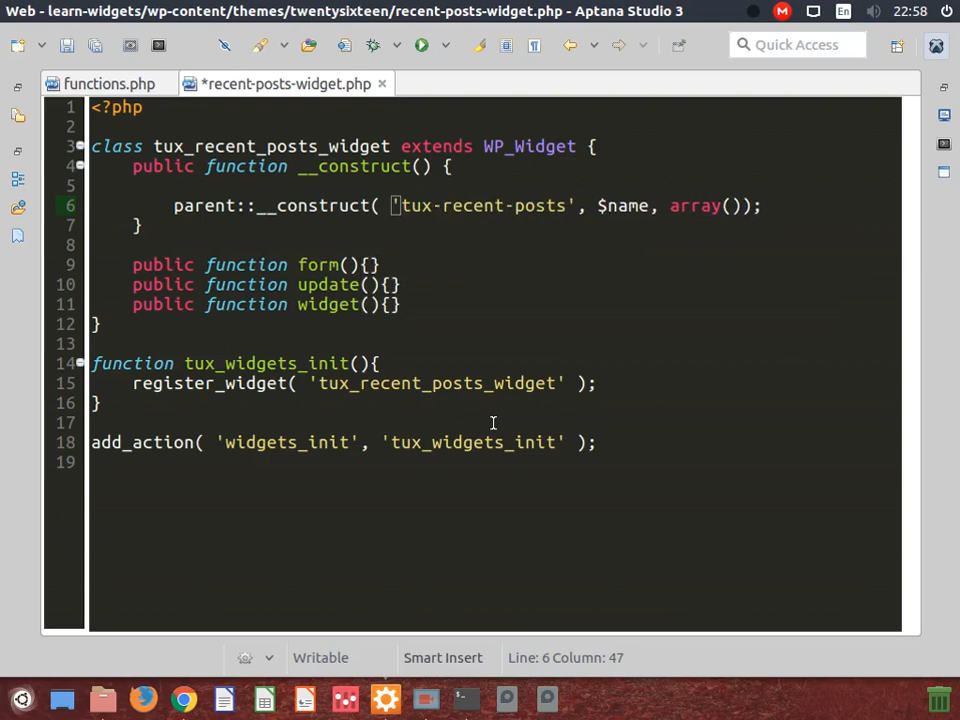 Web - learn-widgets/wp-content/themes/twentysixteen/recent-posts-widget.php - Aptana Studio 3
M
En
22:58
Quick Access
functions.php
*recent-posts-widget.php
1 <?php
2
3 class tux_recent_posts_widget extends WP_Widget {
4 public function __construct() {
5
6 parent::__construct( 'tux-recent-posts', $name, array());
7 }
8
9 public function form(){}
10 public function update(){}
11 public function widget(){}
12 }
13
14 function tux_widgets_init(){
15 register_widget( 'tux_recent_posts_widget' );
16 }
17
18 add_action( 'widgets_init', 'tux_widgets_init' );
19
Writable
Smart Insert
Line: 6 Column: 47